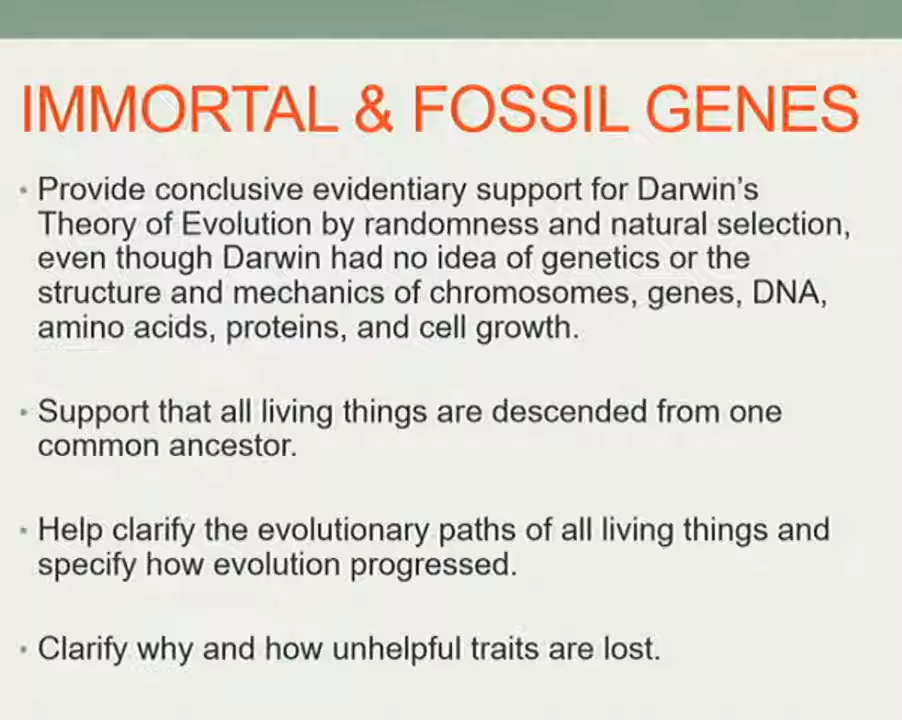 IMMORTAL & FOSSIL GENES
• Provide conclusive evidentiary support for Darwin’s
Theory of Evolution by randomness and natural selection,
even though Darwin had no idea of genetics or the
structure and mechanics of chromosomes, genes, DNA,
amino acids, proteins, and cell growth.
• Support that all living things are descended from one
common ancestor.
• Help clarify the evolutionary paths of all living things and
specify how evolution progressed.
• Clarify why and how unhelpful traits are lost.